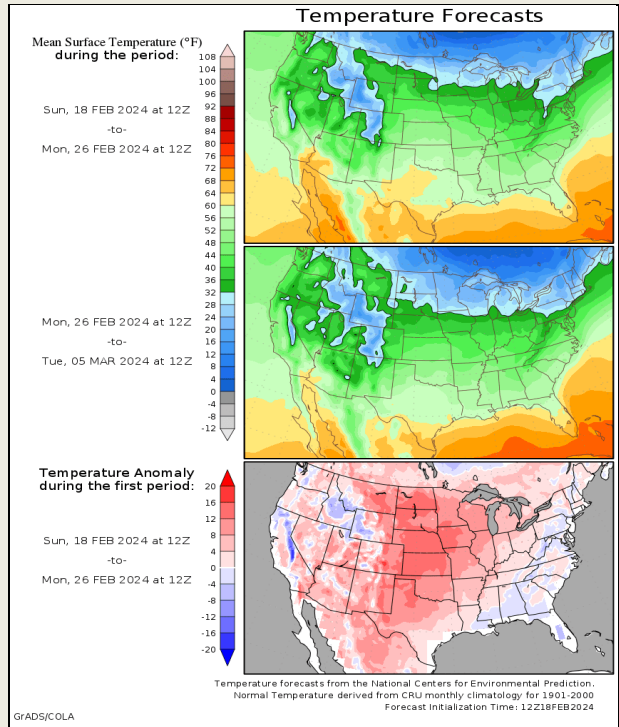 Temperature Forecasts
Mean Surface Temperature (°F)
during the period:
108
104
100
96
92
88
84
80
76
72
68
64
60
56
52
48
44
40
36
32
28
24
20
16
12
8
4
0
-4
-8
-12
Sun, 18 FEB 2024 at 12Z
-to-
Mon, 26 FEB 2024 at 12Z
Mon, 26 FEB 2024 at 12Z
-to-
Tue, 05 MAR 2024 at 12Z
Temperature Anomaly
during the first period:
20
16
12
8
4
0
-4
-8
-12
-16
-20
Sun, 18 FEB 2024 at 12Z
-to-
Mon, 26 FEB 2024 at 12Z
Temperature forecasts from the National Centers for Environmental Prediction.
Normal Temperature derived from CRU monthly climatology for 1901-2000
Forecast Initialization Time: 12Z18FEB2024
GrADS/COLA